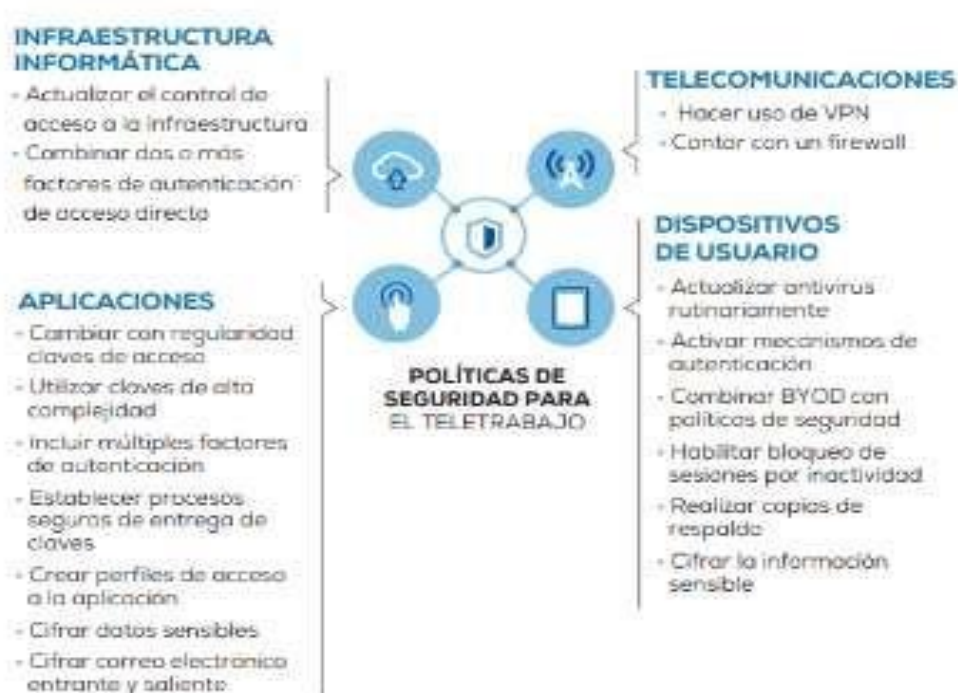 INFRAESTRUCTURA
INFORMÁTICA
- Actualizar el control de
acceso a la infraestructura
- Combinar dos o más
factores de autenticación
de acceso directo
APLICACIONES
- Cambiar con regularidad
claves de acceso
- Utilizar claves de alta
complejidad
- Incluir múltiples factores
de autenticación
- Establecer procesos
seguros de entrega de
claves
- Crear perfiles de acceso
a la aplicación
- Cifrar datos sensibles
- Cifrar correo electrónico
entrante y saliente
POLÍTICAS DE
SEGURIDAD PARA
EL TELETRABAJO
TELECOMUNICACIONES
- Hacer uso de VPN
- Contar con un firewall
DISPOSITIVOS
DE USUARIO
- Actualizar antivirus
rutinariamente
- Activar mecanismos de
autenticación
- Combinar BYOD con
políticas de seguridad
- Habilitar bloqueo de
sesiones por inactividad
- Realizar copias de
respaldo
- Cifrar la información
sensible